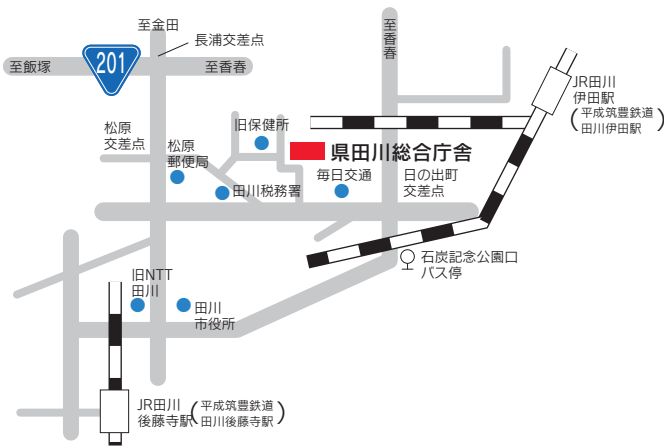 至金田
長浦交差点
至香春
201
至飯塚
至香春
JR田川
伊田駅
(平成筑豊鉄道
田川伊田駅)
松原
交差点
旧保健所
松原
郵便局
県田川総合庁舎
毎日交通
日の出町
交差点
田川税務署
石炭記念公園口
バス停
旧NTT
田川
田川
市役所
JR田川
後藤寺駅
(平成筑豊鉄道
田川後藤寺駅)